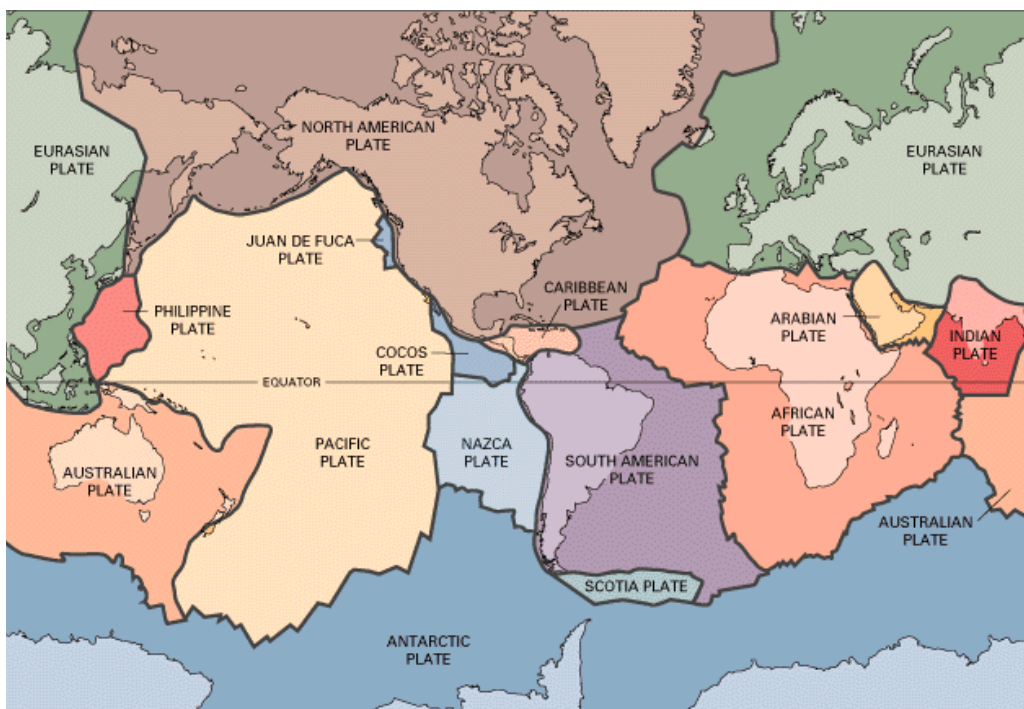 NORTH AMERICAN
PLATE
EURASIAN
PLATE
EURASIAN
PLATE
JUAN DE FUCA
PLATE
CARIBBEAN
PLATE
PHILIPPINE
PLATE
ARABIAN
PLATE
INDIAN
PLATE
COCOS
PLATE
EQUATOR
AFRICAN
PLATE
PACIFIC
PLATE
NAZCA
PLATE
SOUTH AMERICAN
PLATE
AUSTRALIAN
PLATE
AUSTRALIAN
PLATE
SCOTIA PLATE
ANTARCTIC
PLATE